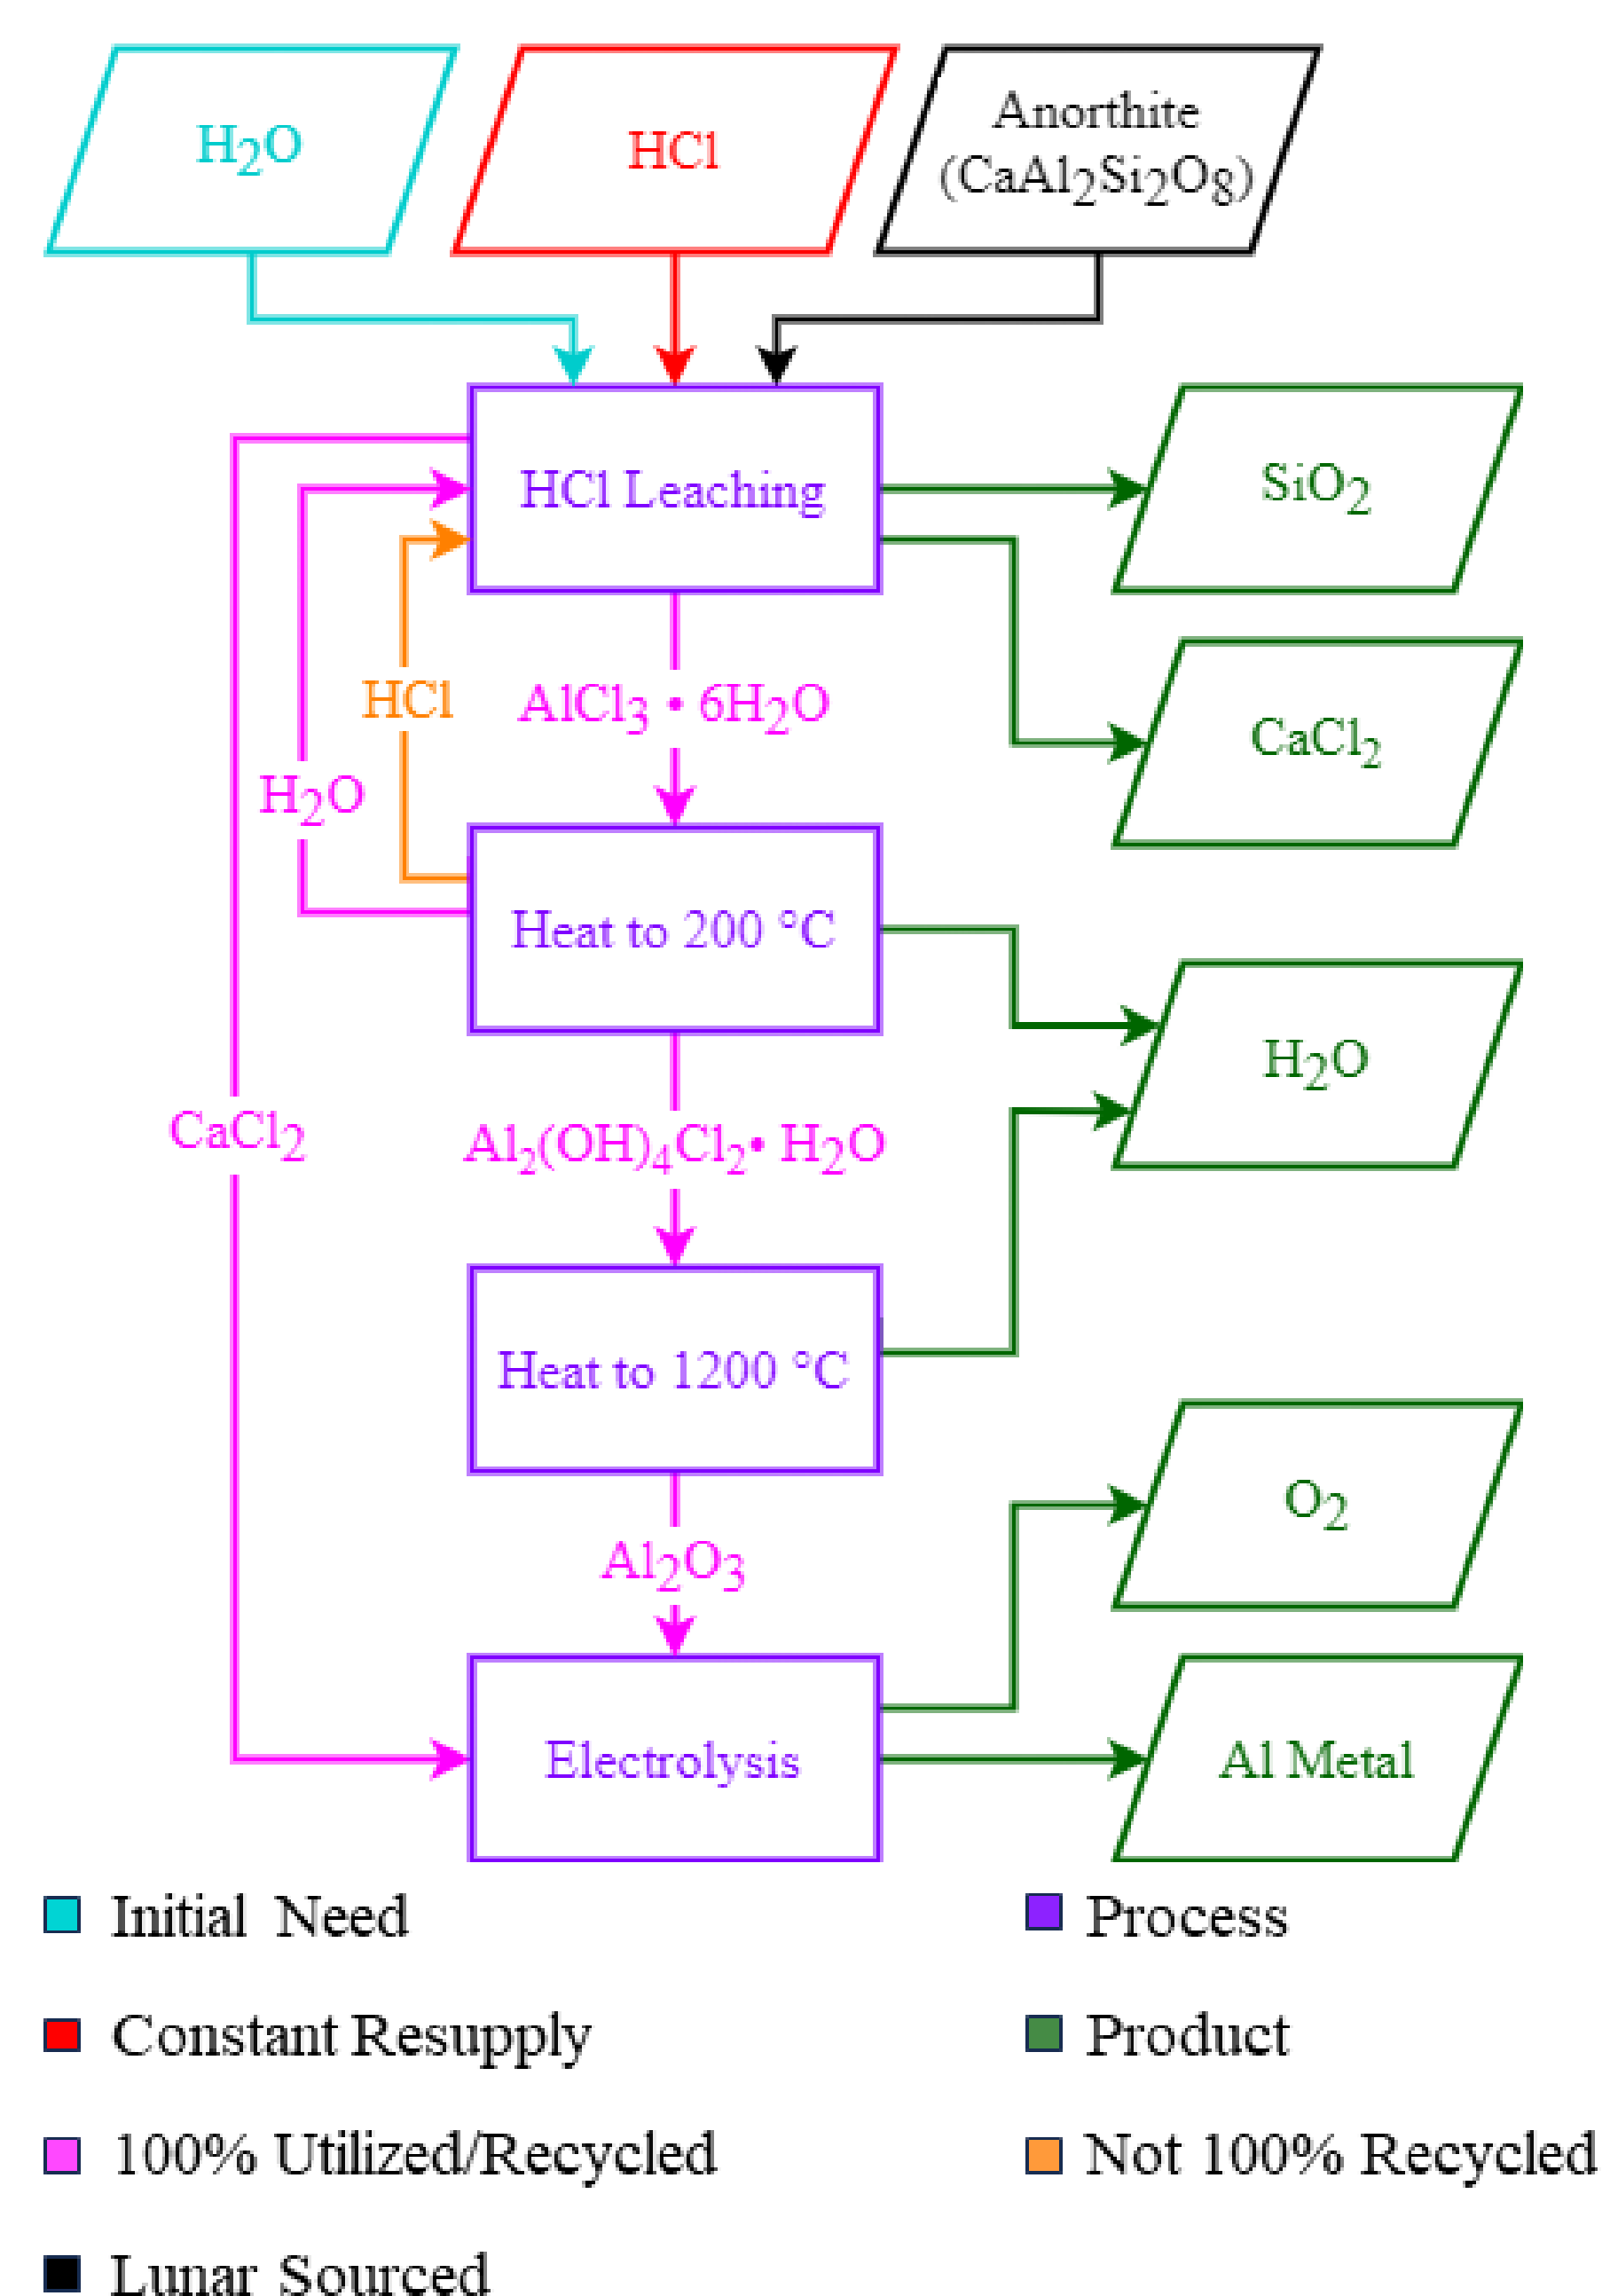 H₂O
HCl
Anorthite
(CaAl₂Si₂O₈)
HCl Leaching
SiO₂
HCl
AlCl₃ • 6H₂O
CaCl₂
H₂O
Heat to 200 °C
H₂O
CaCl₂
Al₂(OH)₄Cl₂• H₂O
Heat to 1200 °C
O₂
Al₂O₃
Electrolysis
Al Metal
Initial Need
Process
Constant Resupply
Product
100% Utilized/Recycled
Not 100% Recycled
Lunar Sourced